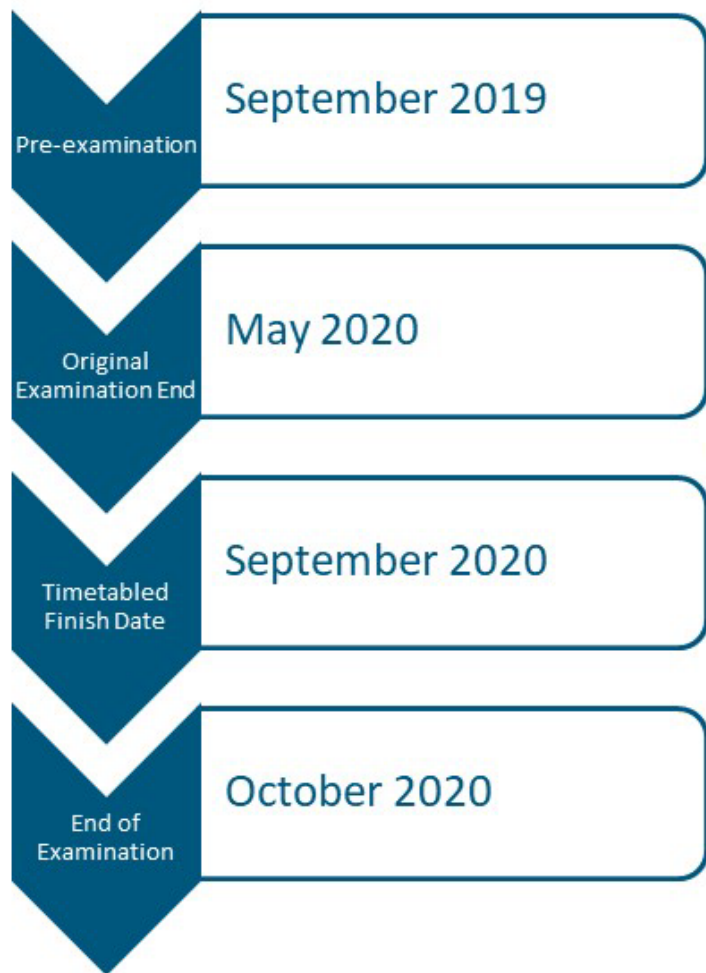 Pre-examination
September 2019
Original
Examination End
May 2020
Timetabled
Finish Date
September 2020
End of
Examination
October 2020